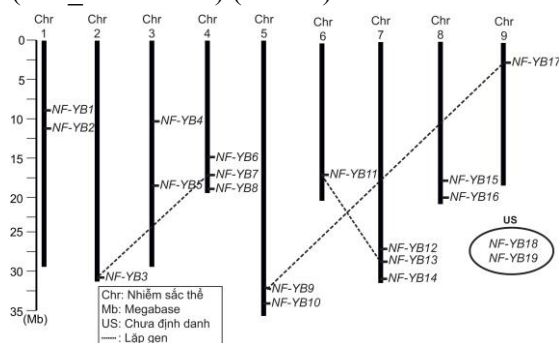 Chr Chr Chr Chr Chr Chr Chr Chr Chr
1 2 3 4 5 6 7 8 9
0
5
10
15
20
25
30
35
(Mb)
NF-YB1
NF-YB2
NF-YB3
NF-YB4
NF-YB5
NF-YB6
NF-YB7
NF-YB8
NF-YB9
NF-YB10
NF-YB11
NF-YB12
NF-YB13
NF-YB14
NF-YB15
NF-YB16
NF-YB17
US
NF-YB18
NF-YB19
Chr: Nhiễm sắc thể
Mb: Megabase
US: Chưa định danh
: Lặp gen